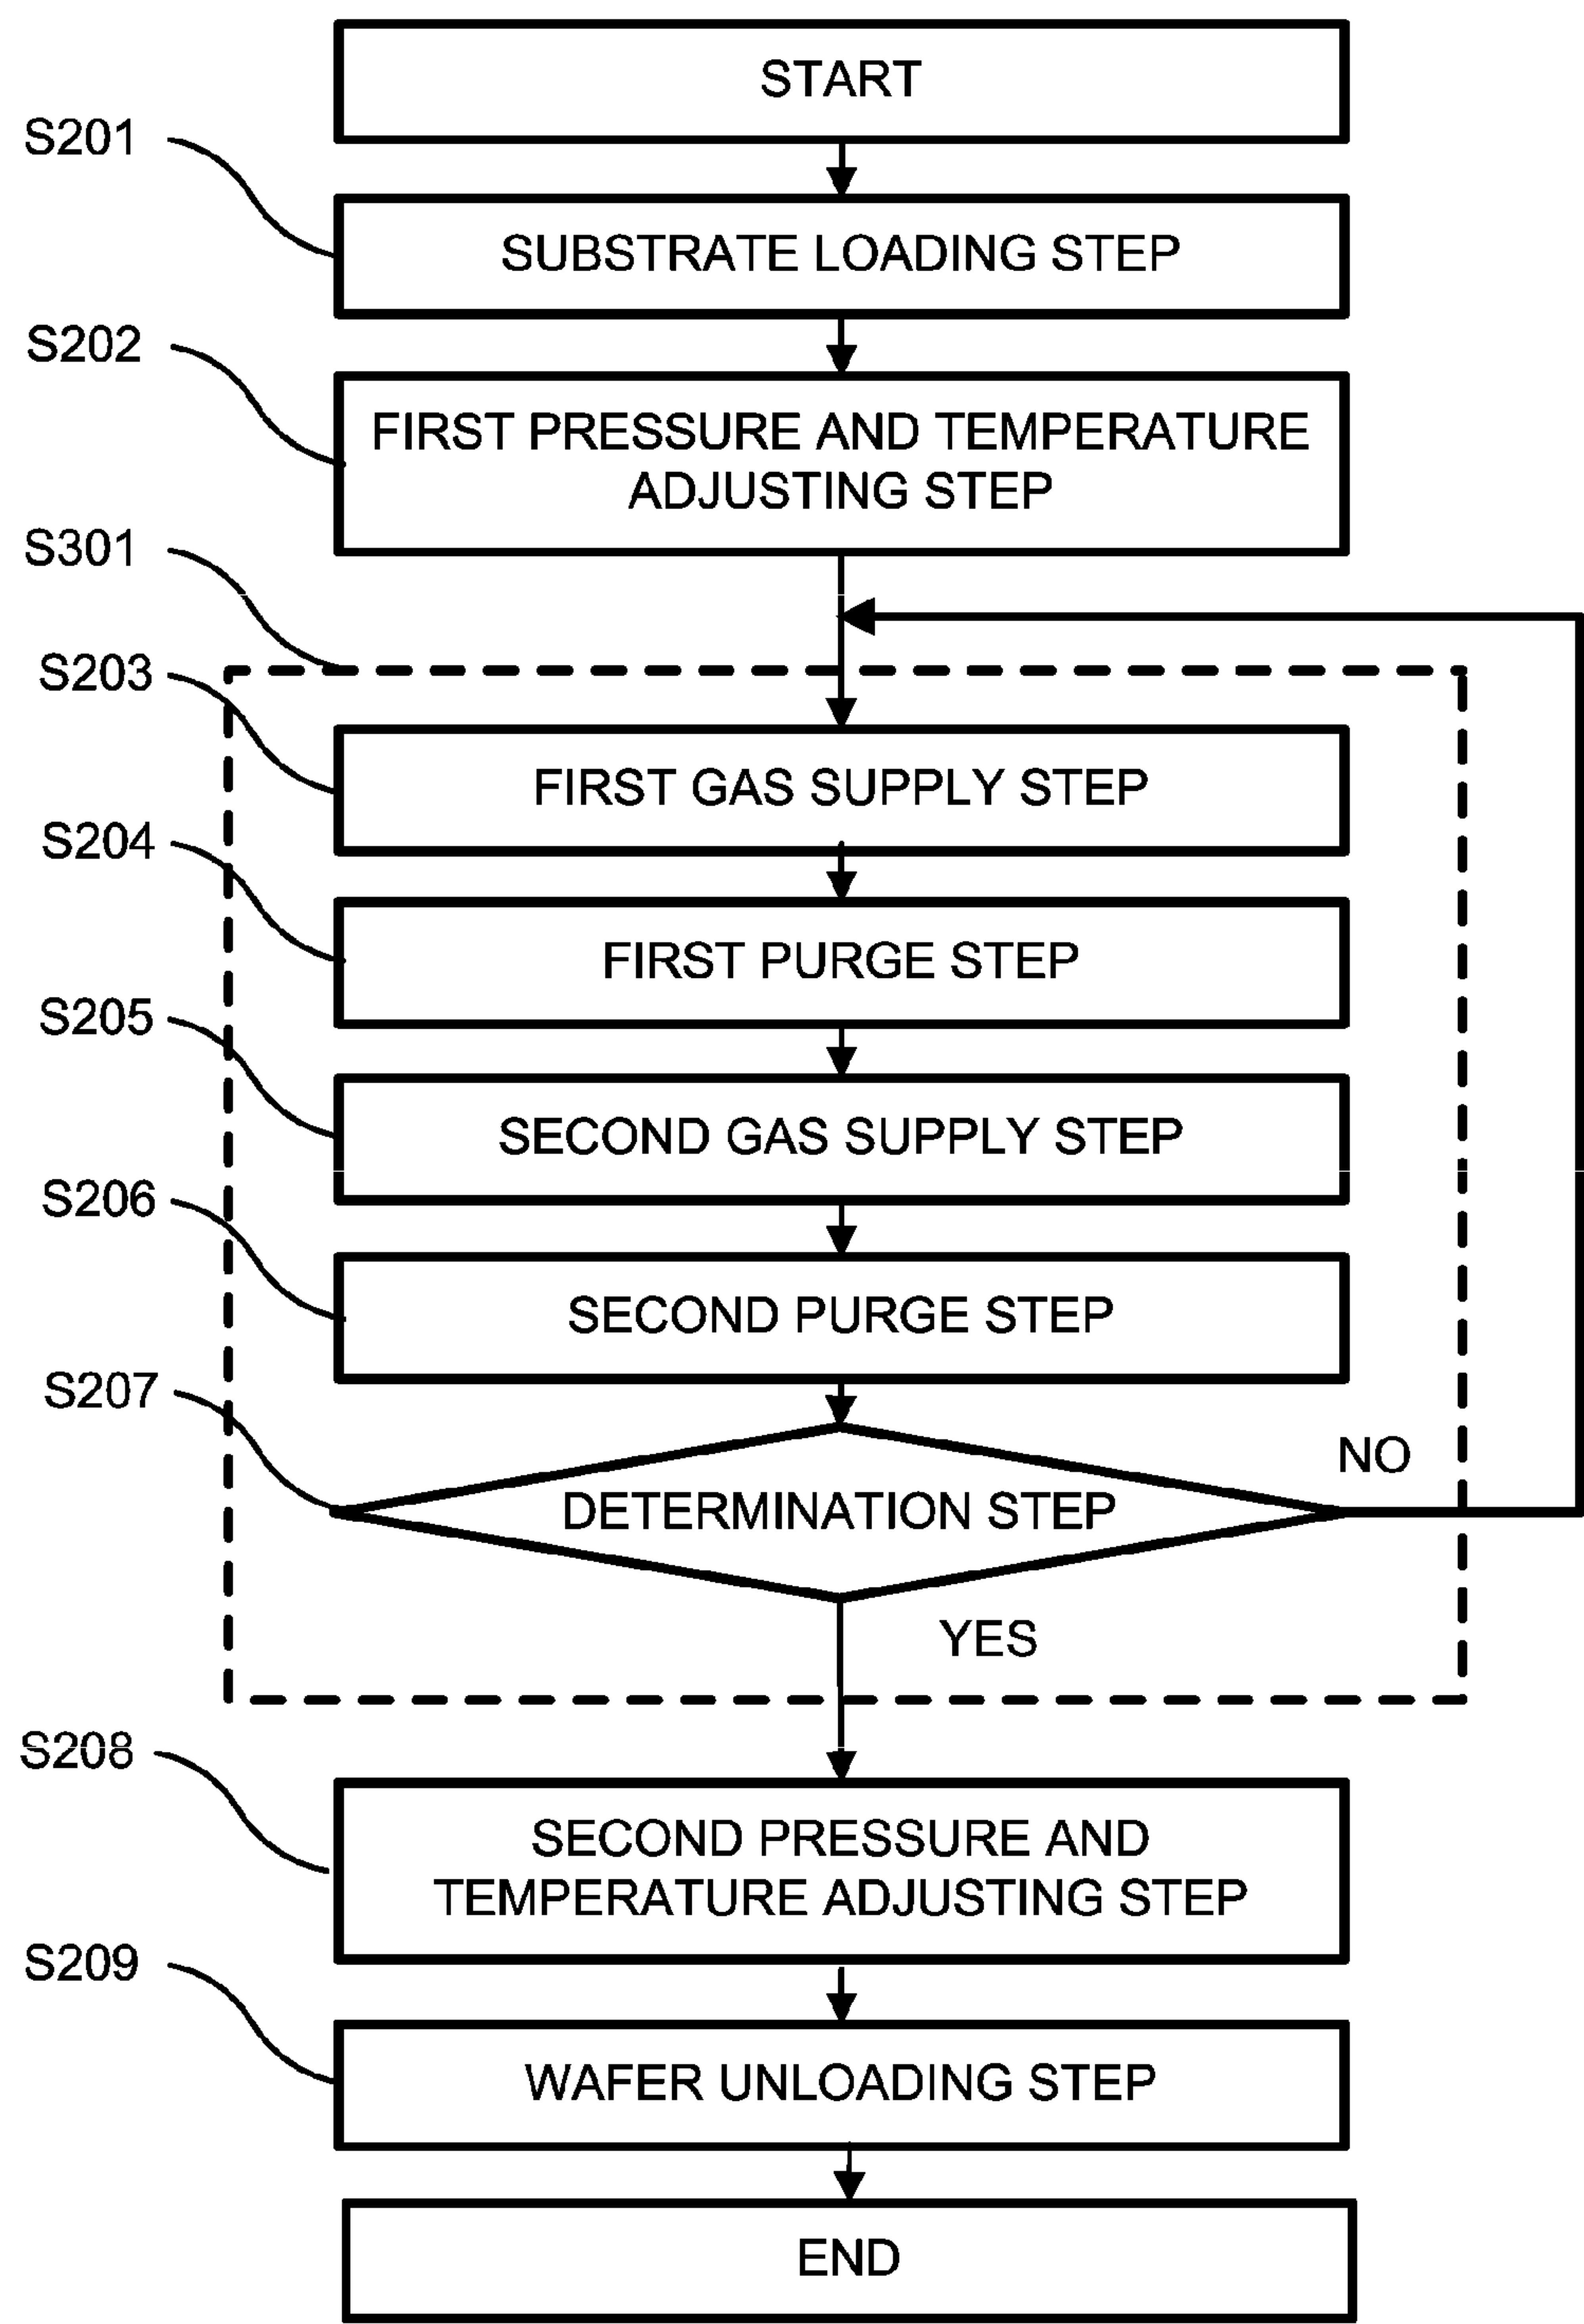 START
S201
SUBSTRATE LOADING STEP
S202
FIRST PRESSURE AND TEMPERATURE
ADJUSTING STEP
S301
S203
FIRST GAS SUPPLY STEP
S204
FIRST PURGE STEP
S205
SECOND GAS SUPPLY STEP
S206
SECOND PURGE STEP
S207
NO
DETERMINATION STEP
YES
S208
SECOND PRESSURE AND
TEMPERATURE ADJUSTING STEP
S209
WAFER UNLOADING STEP
END